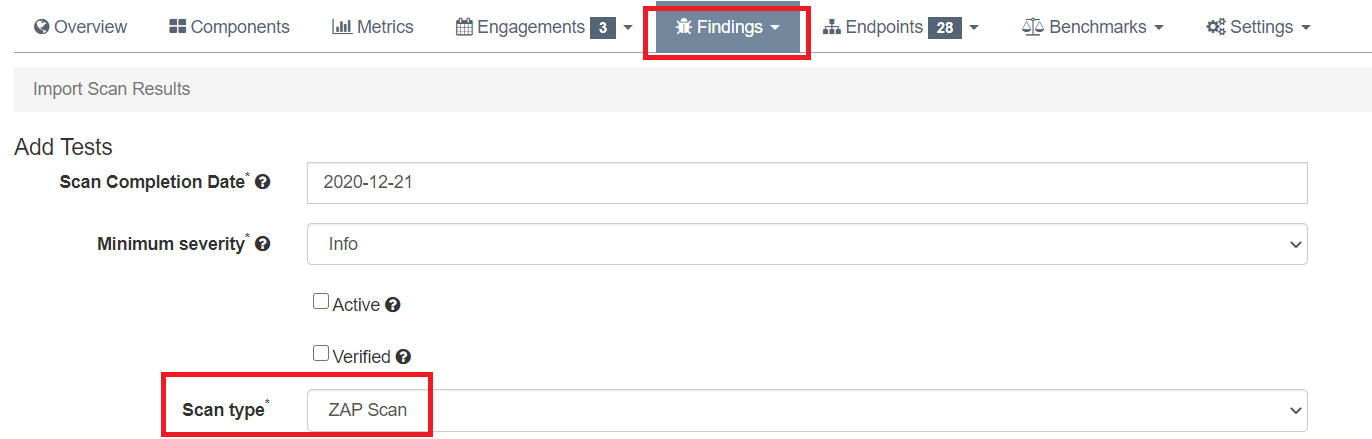 Overview Components Metrics Engagements 3 Findings Endpoints 28 Benchmarks Settings
Import Scan Results
Add Tests
Scan Completion Date* 2020-12-21
Minimum severity* Info
Active
Verified
Scan type* ZAP Scan